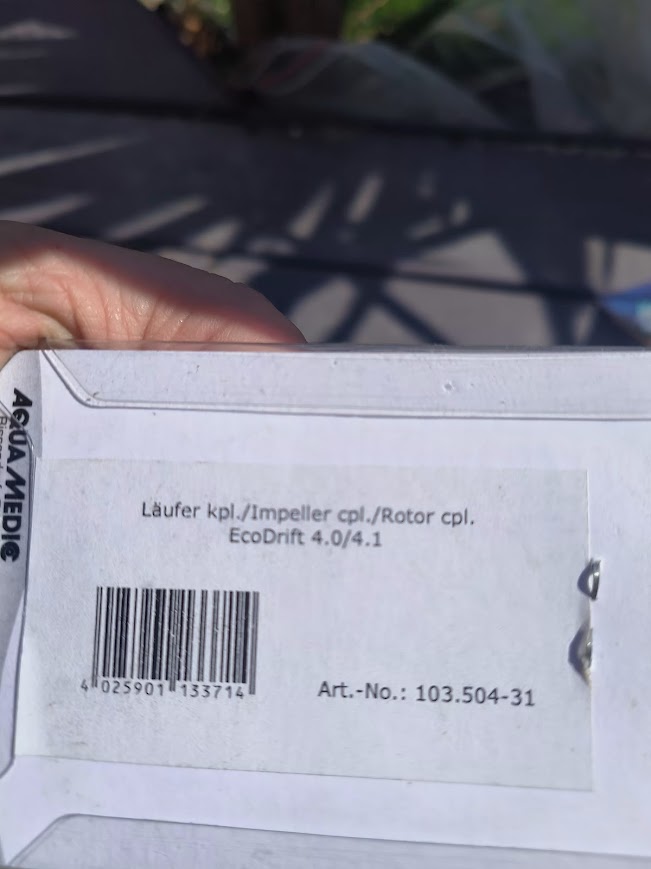 AQUA MEDIC
Läufer kpl./Impeller cpl./Rotor cpl.
EcoDrift 4.0/4.1
4 025901 133714
Art.-No.: 103.504-31